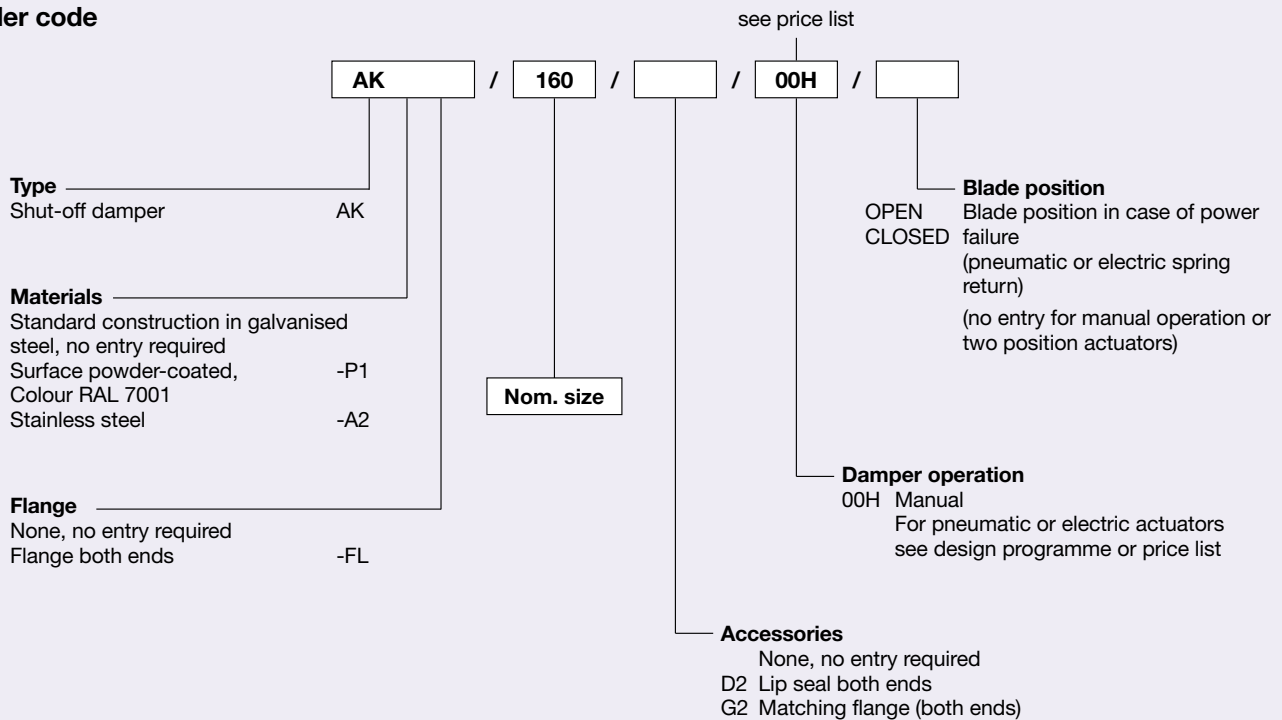 der code
see price list
AK / 160 / / 00H /
Type
Shut-off damper AK
Materials
Standard construction in galvanised
steel, no entry required
Surface powder-coated, -P1
Colour RAL 7001
Stainless steel -A2
Flange
None, no entry required
Flange both ends -FL
Nom. size
Blade position
OPEN Blade position in case of power
CLOSED failure
(pneumatic or electric spring
return)
(no entry for manual operation or
two position actuators)
Damper operation
00H Manual
For pneumatic or electric actuators
see design programme or price list
Accessories
None, no entry required
D2 Lip seal both ends
G2 Matching flange (both ends)